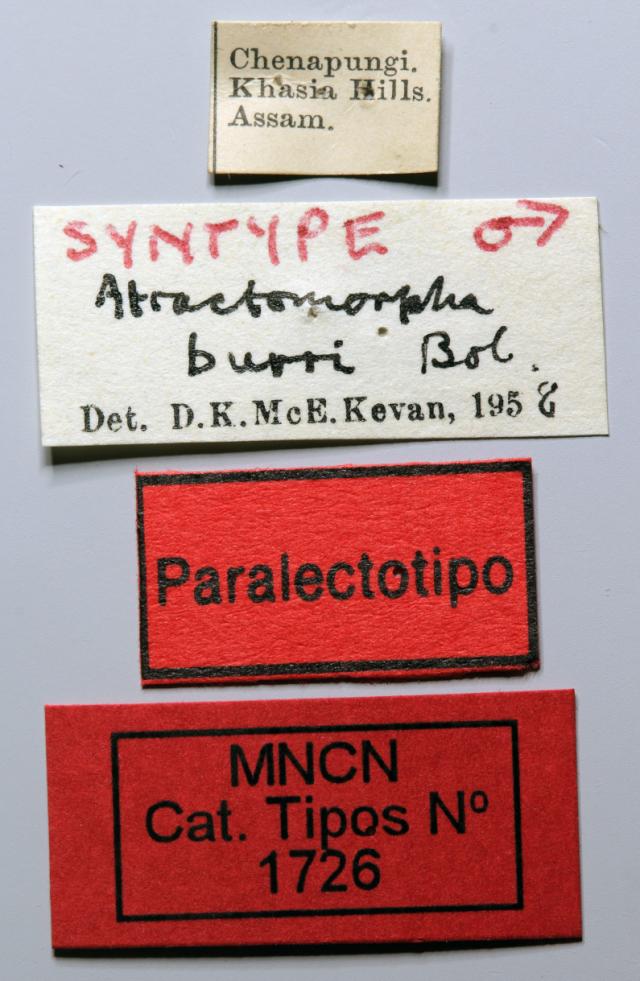 Chenapungi.
Khasia Hills.
Assam.
SYNTYPE ♂
Atractomorpha
burri Bol.
Det. D.K.McE.Kevan, 1958
Paralectotipo
MNCN
Cat. Tipos Nº
1726